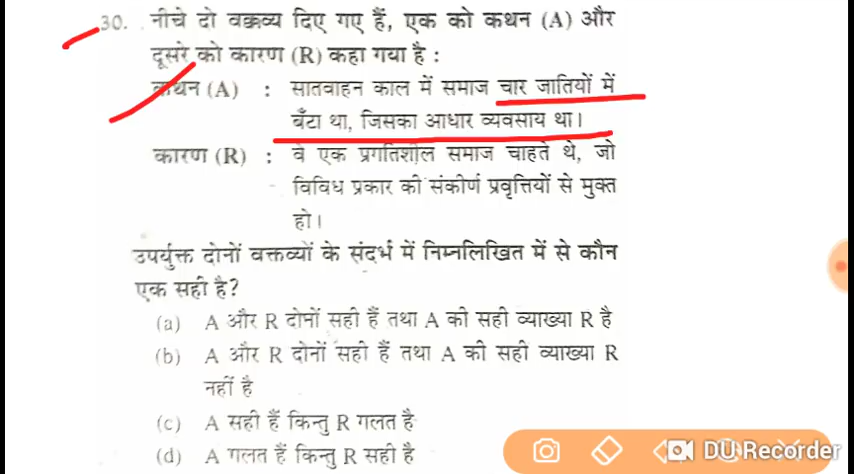 30. नीचे दो वक्तव्य दिए गए हैं, एक को कथन (A) और
दूसरे को कारण (R) कहा गया है :
कथन (A) : सातवाहन काल में समाज चार जातियों में
बँटा था, जिसका आधार व्यवसाय था।
कारण (R) : वे एक प्रगतिशील समाज चाहते थे, जो
विविध प्रकार की संकीर्ण प्रवृत्तियों से मुक्त
हो।
उपर्युक्त दोनों वक्तव्यों के संदर्भ में निम्नलिखित में से कौन
एक सही है?
(a) A और R दोनों सही हैं तथा A की सही व्याख्या R है
(b) A और R दोनों सही हैं तथा A की सही व्याख्या R
नहीं है
(c) A सही हैं किन्तु R गलत है
(d) A गलत हैं किन्तु R सही है
DU Recorder